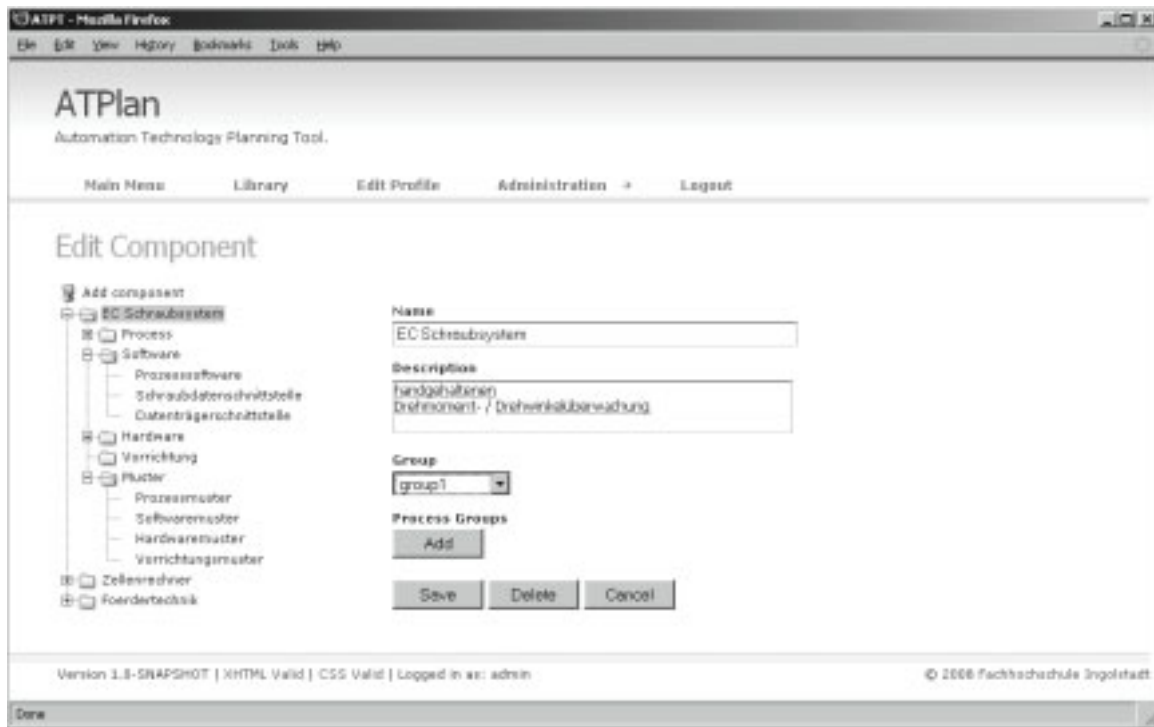 ATPT - Mozilla Firefox
File Edit View History Bookmarks Tools Help
ATPlan
Automation Technology Planning Tool.
Main Menu Library Edit Profile Administration → Logout
Edit Component
Add component
EC Schraubsystem
Process
Software
Prozesssoftware
Schraubdatenschnittstelle
Datenträgerschnittstelle
Hardware
Vorrichtung
Muster
Prozessmuster
Softwaremuster
Hardwaremuster
Vorrichtungsmuster
Zellenrechner
Foerdertechnik
Name
EC Schraubsystem
Description
handgehaltenen
Drehmoment- / Drehwinkelüberwachung
Group
group1
Process Groups
Add
Save Delete Cancel
Version 1.0-SNAPSHOT | XHTML Valid | CSS Valid | Logged in as: admin
© 2008 Fachhochschule Ingolstadt
Done